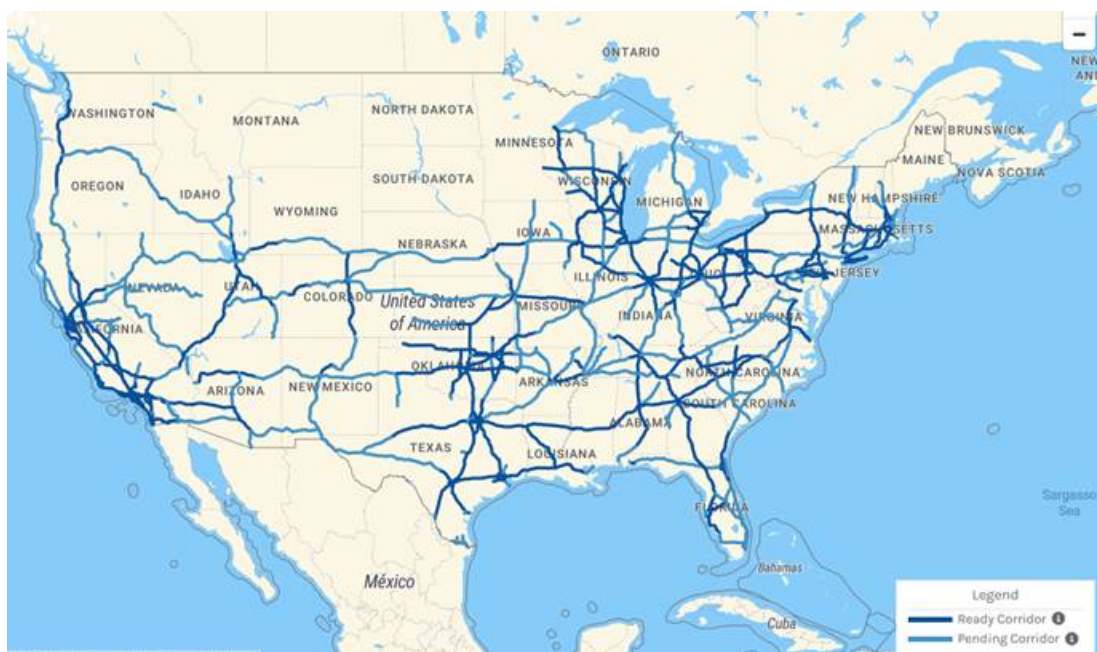 ONTARIO
NEW
AND
WASHINGTON
NORTH DAKOTA
MONTANA
NEW BRUNSWICK
MINNESOTA
MAINE
NOVA SCOTIA
SOUTH DAKOTA
WISCONSIN
OREGON
IDAHO
NEW HAMPSHIRE
MICHIGAN
WYOMING
MASSACHUSETTS
IOWA
NEBRASKA
JERSEY
ILLINOIS
OHIO
NEVADA
UTAH
COLORADO
United States
of America
MISSOURI
INDIANA
VIRGINIA
CALIFORNIA
OKLAHOMA
NORTH CAROLINA
ARKANSAS
NEW MEXICO
ARIZONA
SOUTH CAROLINA
ALABAMA
TEXAS
LOUISIANA
Sargasso
Sea
FLORIDA
Bahamas
México
Cuba
Legend
Ready Corridor
Pending Corridor